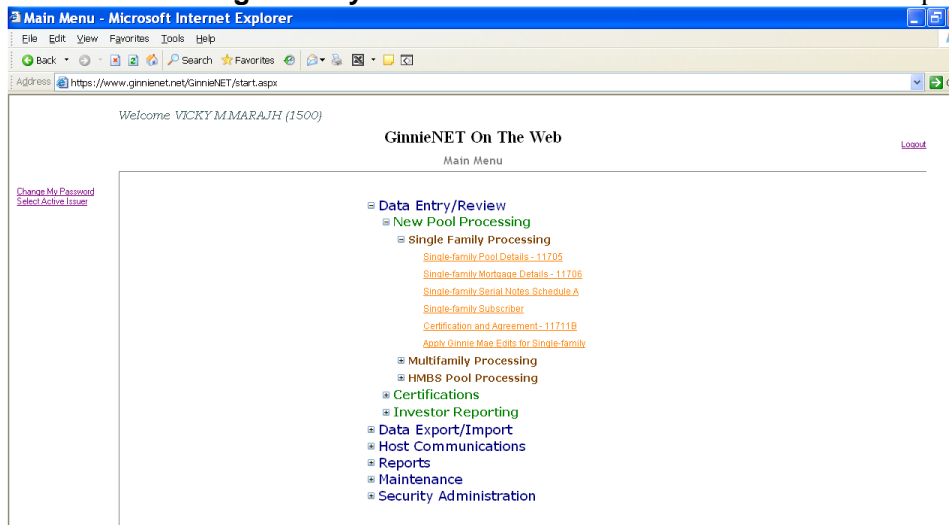 Main Menu - Microsoft Internet Explorer
File Edit View Favorites Tools Help
Back Search Favorites
Address https://www.ginnienet.net/GinnieNET/start.aspx
Welcome VICKY M.MARAJH (1500)
GinnieNET On The Web
Logout
Main Menu
Change My Password
Select Active Issuer
Data Entry/Review
New Pool Processing
Single Family Processing
Single-family Pool Details - 11705
Single-family Mortgage Details - 11706
Single-family Serial Notes Schedule A
Single-family Subscriber
Certification and Agreement - 11711B
Apply Ginnie Mae Edits for Single-family
Multifamily Processing
HMBS Pool Processing
Certifications
Investor Reporting
Data Export/Import
Host Communications
Reports
Maintenance
Security Administration